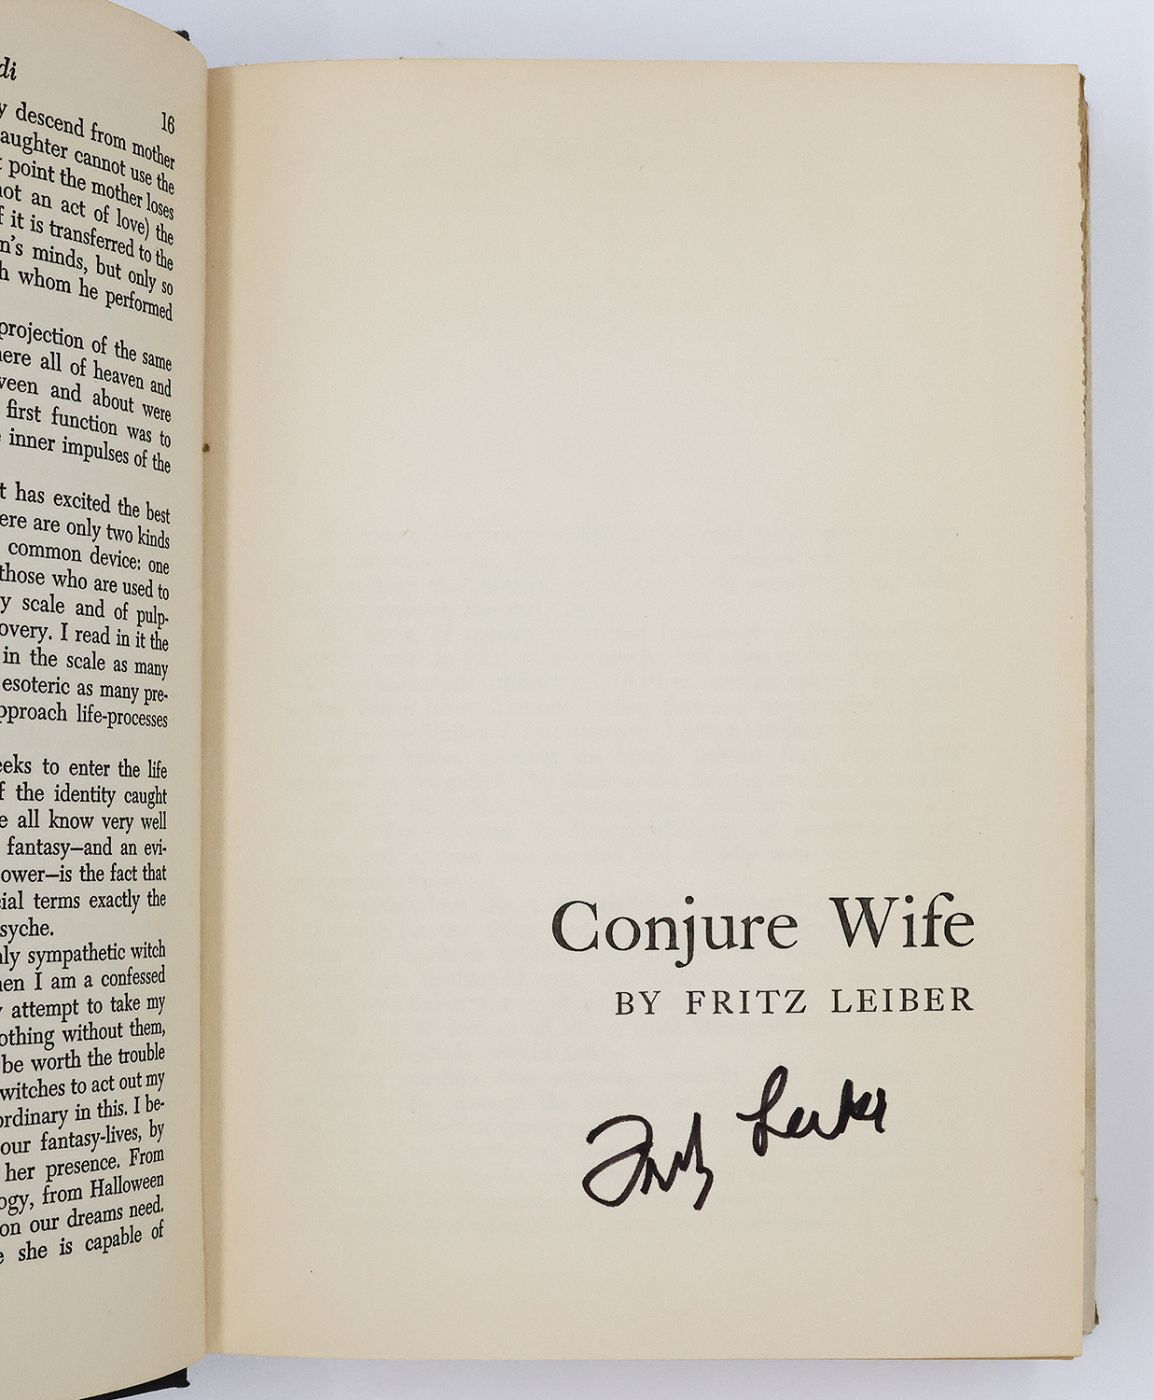 di
16
y descend from mother
aughter cannot use the
point the mother loses
not an act of love) the
f it is transferred to the
n's minds, but only so
h whom he performed
projection of the same
here all of heaven and
ween and about were
first function was to
inner impulses of the
t has excited the best
ere are only two kinds
common device: one
those who are used to
y scale and of pulp-
overy. I read in it the
in the scale as many
esoteric as many pre-
pproach life-processes
eeks to enter the life
f the identity caught
e all know very well
fantasy—and an evi-
ower—is the fact that
cial terms exactly the
syche.
nly sympathetic witch
hen I am a confessed
y attempt to take my
othing without them,
be worth the trouble
witches to act out my
ordinary in this. I be-
our fantasy-lives, by
her presence. From
ogy, from Halloween
on our dreams need.
e she is capable of
Conjure Wife
BY FRITZ LEIBER
Fritz Leiber